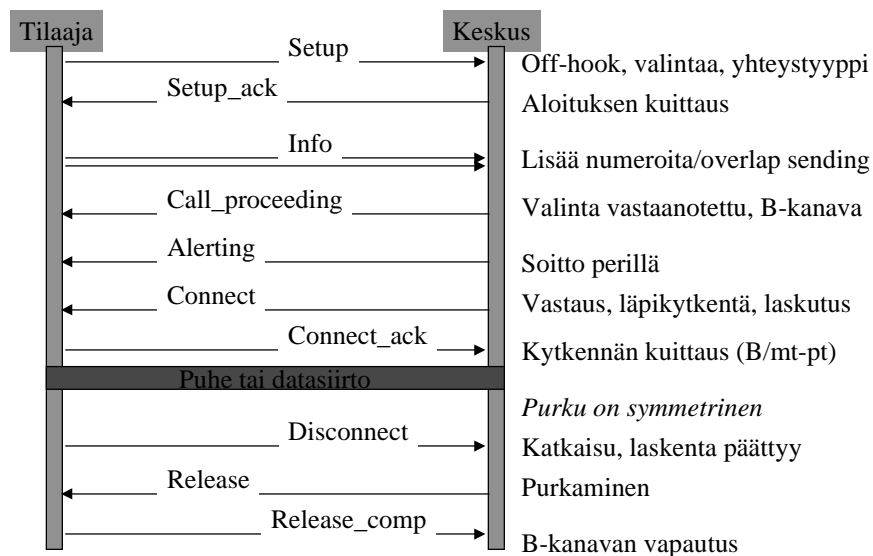 Tilaaja
Keskus
Setup
Off-hook, valintaa, yhteystyyppi
Setup_ack
Aloituksen kuittaus
Info
Lisää numeroita/overlap sending
Call_proceeding
Valinta vastaanotettu, B-kanava
Alerting
Soitto perillä
Connect
Vastaus, läpikytkentä, laskutus
Connect_ack
Kytkennän kuittaus (B/mt-pt)
Puhe tai datasiirto
Purku on symmetrinen
Disconnect
Katkaisu, laskenta päättyy
Release
Purkaminen
Release_comp
B-kanavan vapautus